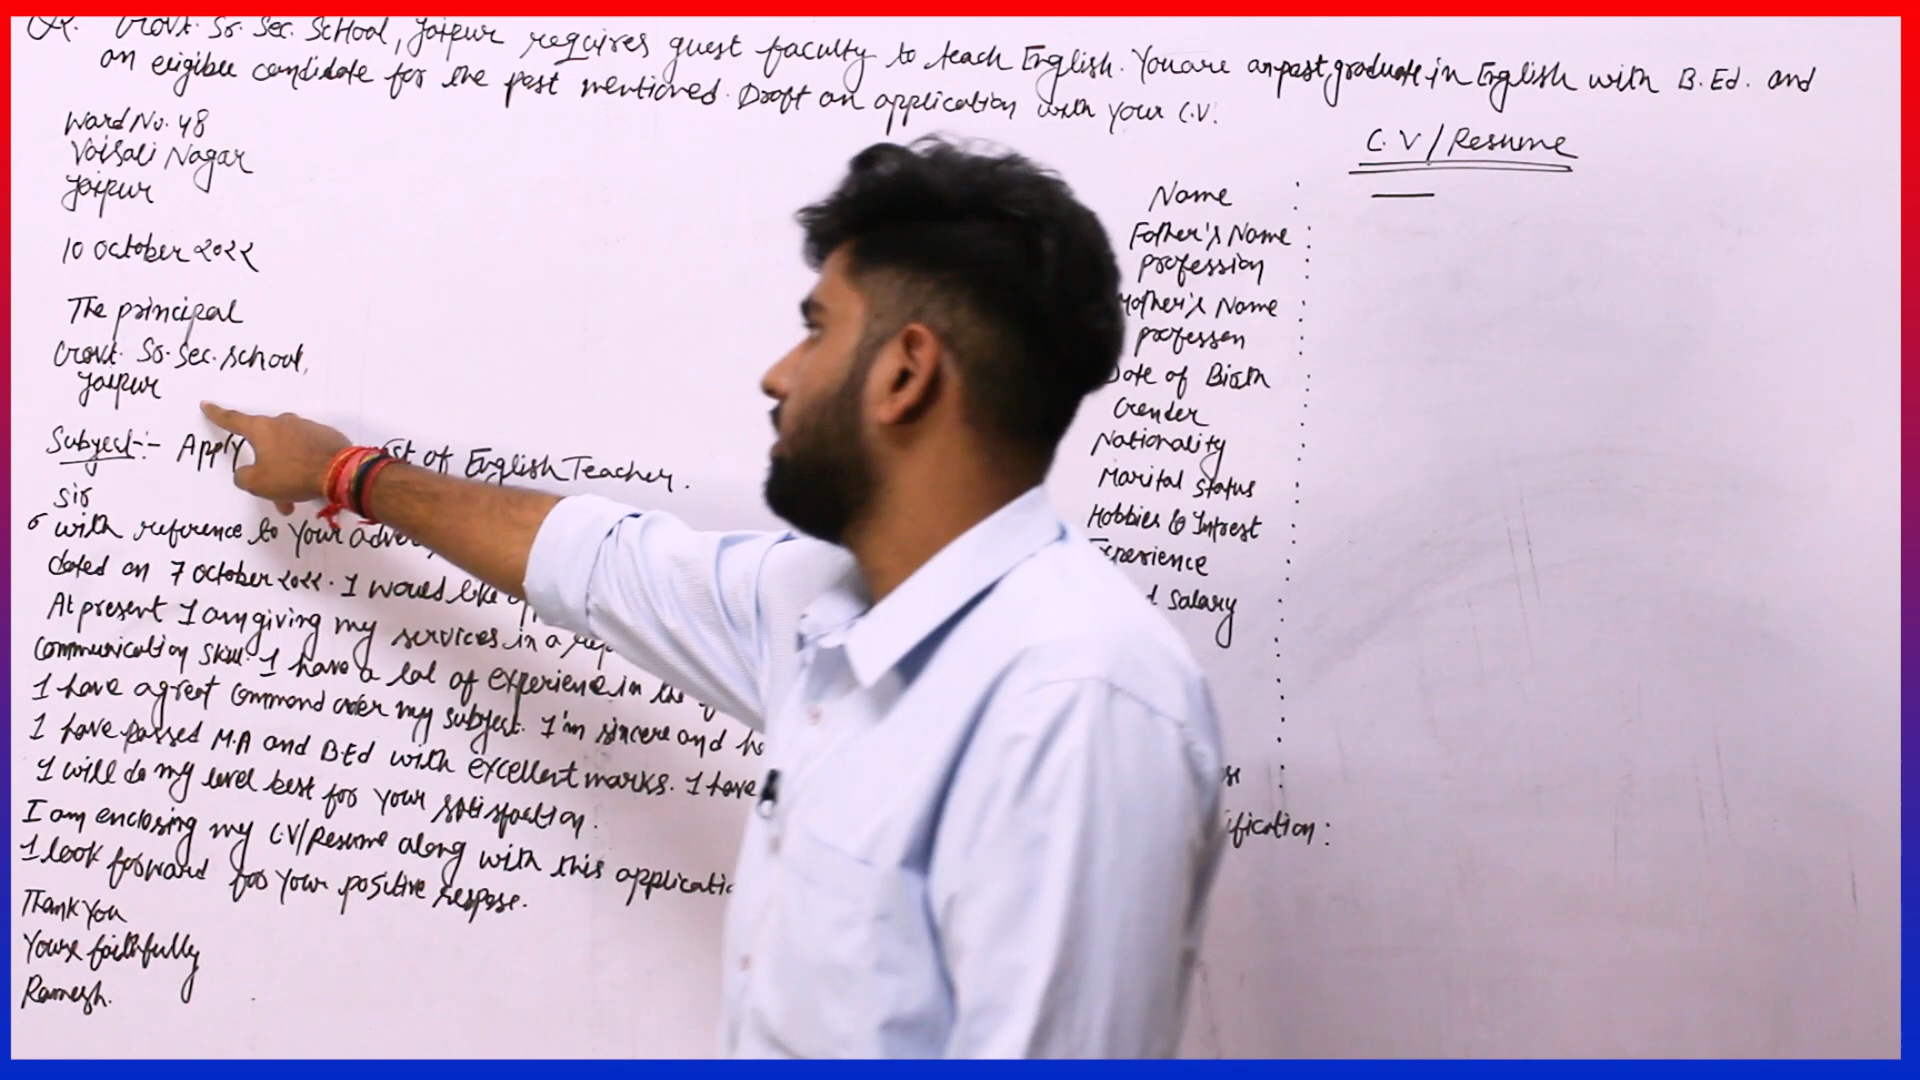 Govt. Sr. Sec. School, Jaipur requires guest faculty to teach English. You are an post graduate in English with B.Ed. and
an eligible candidate for the post mentioned. Draft an application with your C.V.
Ward No. 48
Vaisali Nagar
Jaipur
10 October 2022
The principal
Govt. Sr. Sec. School,
Jaipur
Subject:- Apply of English Teacher.
Sir
With reference to Your
dated on 7 October 2022. I would like
At present I am giving my services in a
Communication Skill. I have a lot of experience in
I have a great command over my subject. I'm sincere and
I have passed M.A and B.Ed with excellent marks. I have
I will do my level best for your satisfaction.
I am enclosing my C.V/Resume along with this
I look forward for your positive respose.
Thank You
Yours faithfully
Ramesh.
C.V/Resume
Name :
Father's Name :
profession :
Mother's Name :
professon :
Date of Birth :
Gender :
Nationality :
Marital Status :
Hobbies & Intrest :
Experience :
Salary :